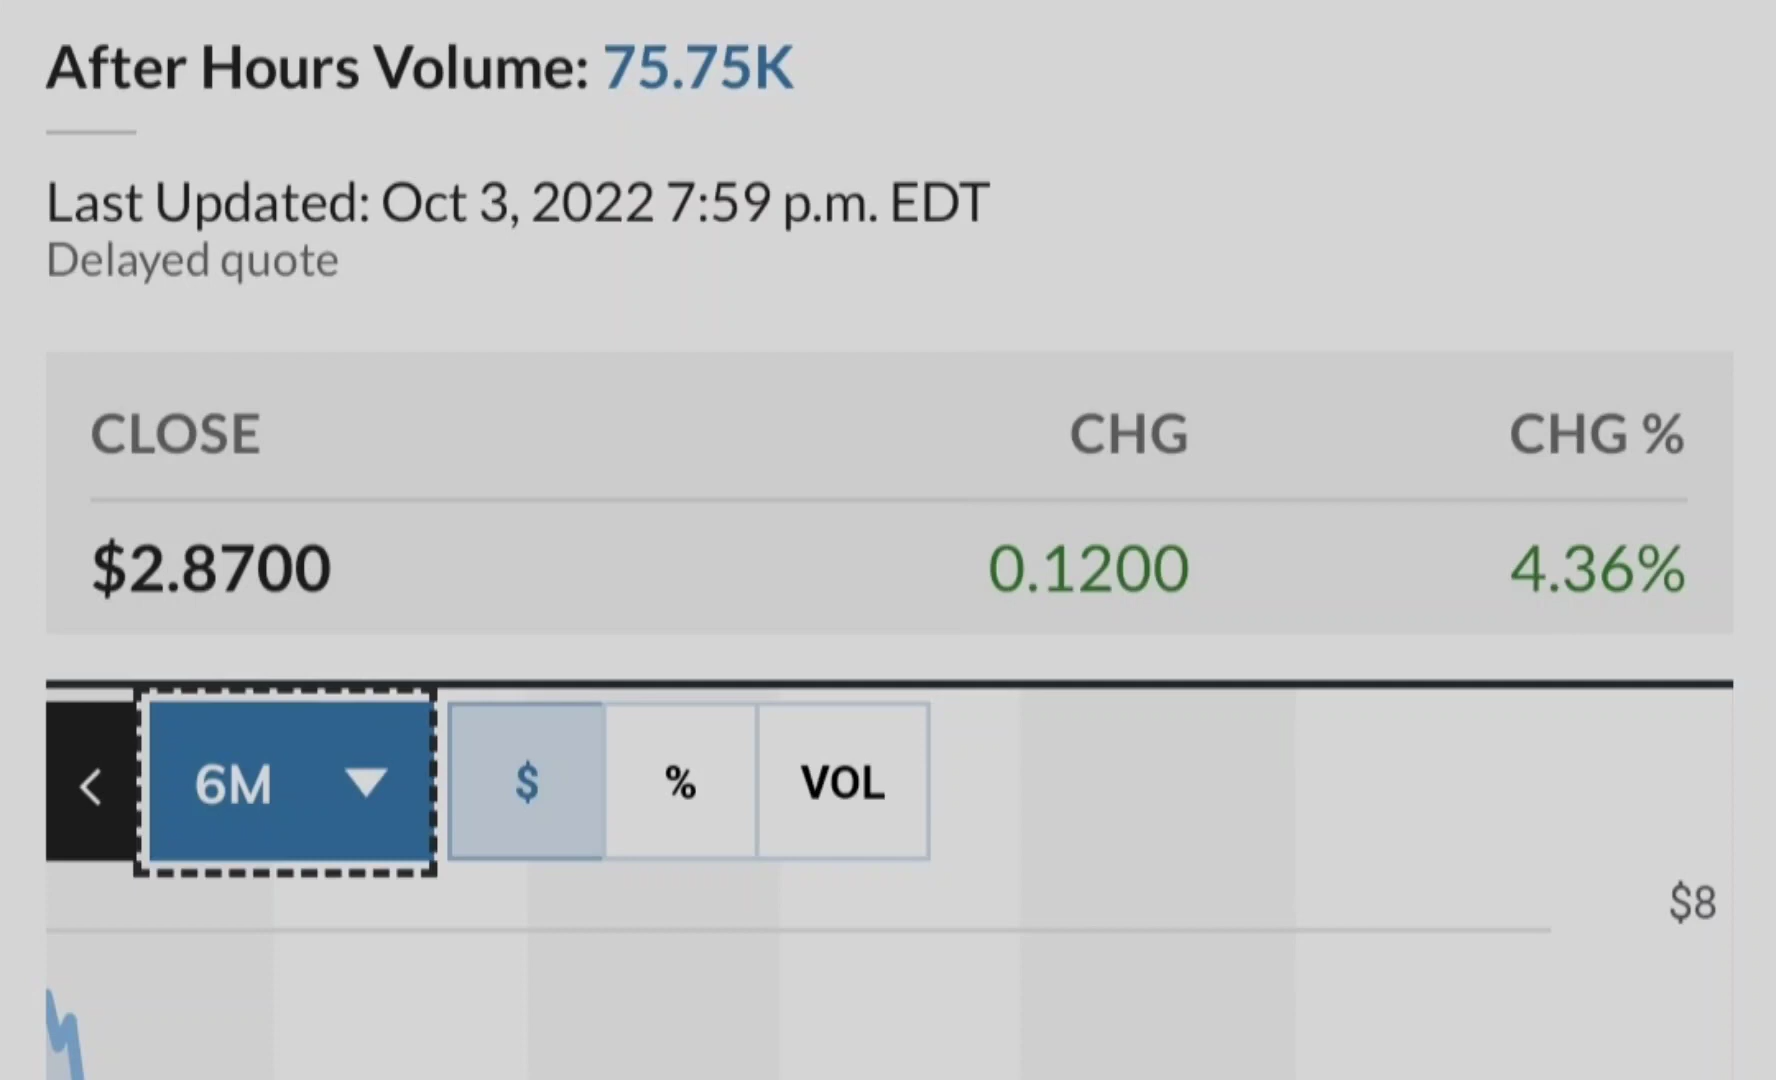 After Hours Volume: 75.75K
Last Updated: Oct 3, 2022 7:59 p.m. EDT
Delayed quote
CLOSE CHG CHG %
$2.8700 0.1200 4.36%
6M $ % VOL
$8